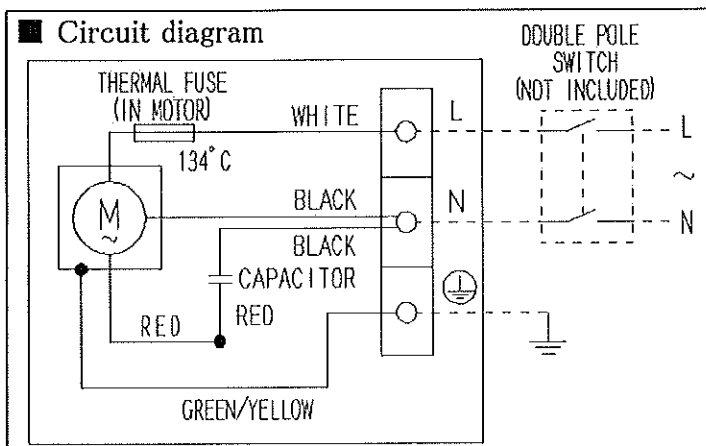 Circuit diagram
DOUBLE POLE
SWITCH
(NOT INCLUDED)
THERMAL FUSE
(IN MOTOR)
WHITE
L
L
134°C
~
M
~
BLACK
N
N
BLACK
CAPACITOR
RED
RED
GREEN/YELLOW